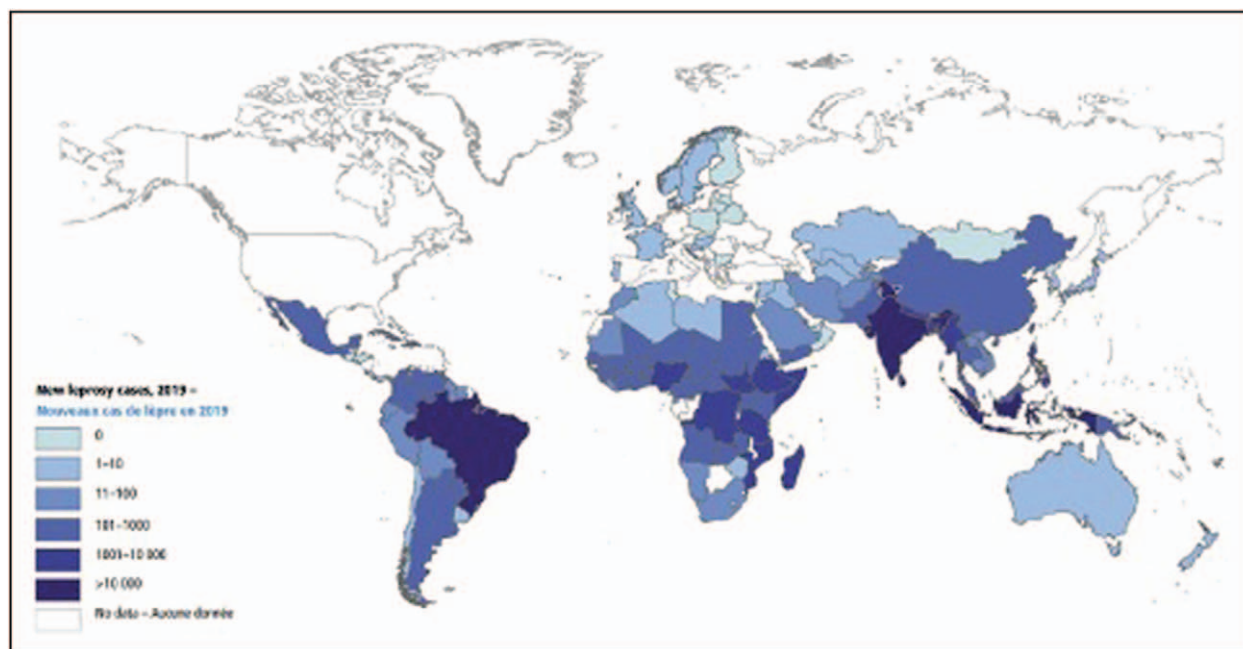 New leprosy cases, 2019 –
Nouveaux cas de lèpre en 2019
0
1–10
11–100
101–1000
1001–10 000
>10 000
No data – Aucune donnée